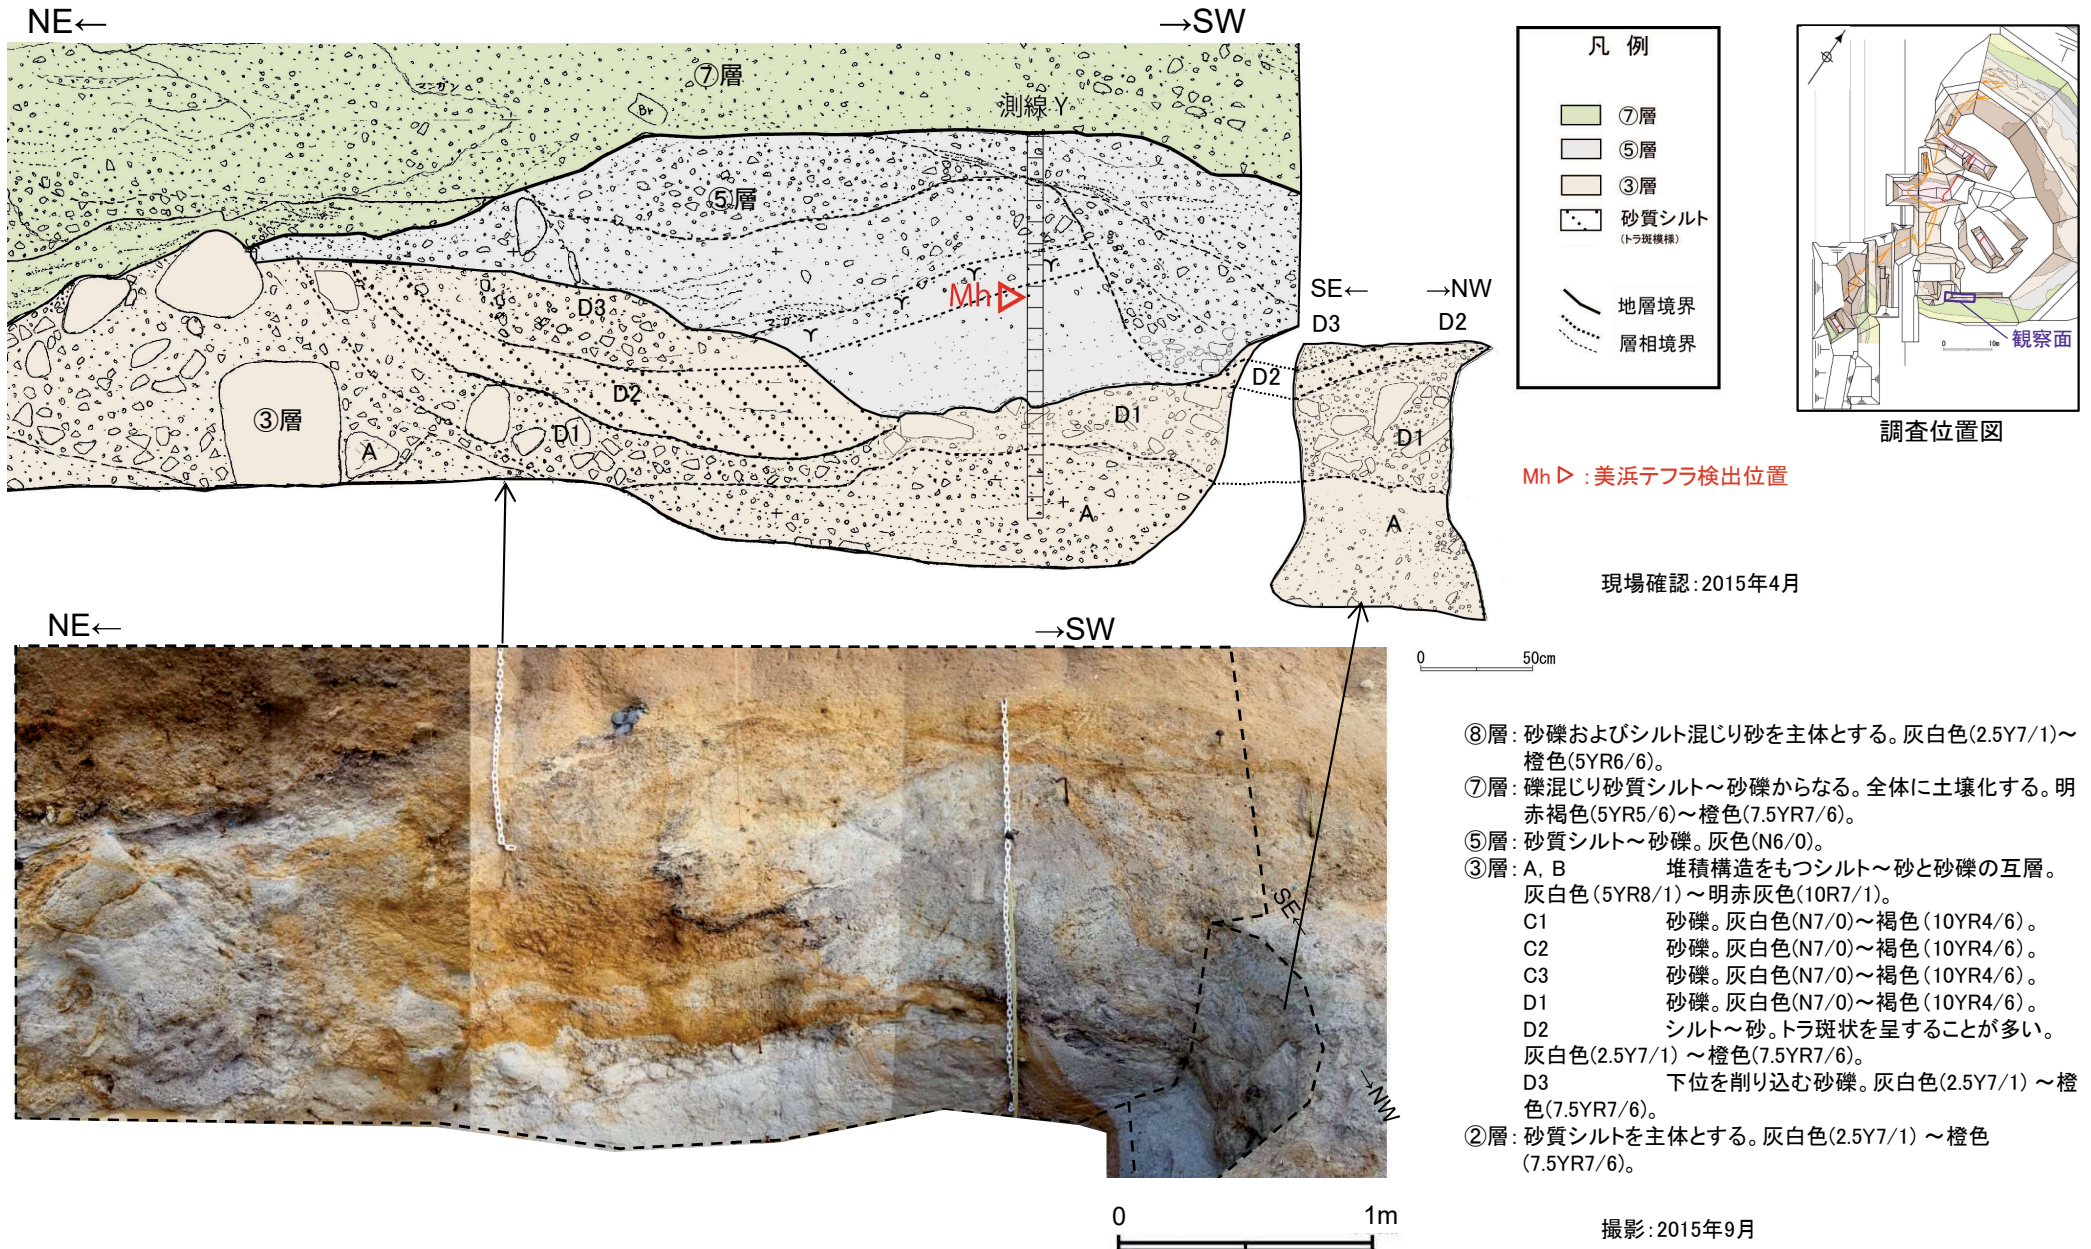 NE← →SW
⑦層
マンガン
Br
測線Y
⑤層
Mh
D3
D2
D1
③層
A
D1
A
D2
SE← →NW
D3 D2
D1
A
凡 例
⑦層
⑤層
③層
砂質シルト
(トラ斑模様)
地層境界
層相境界
0 10m
観察面
調査位置図
Mh :美浜テフラ検出位置
現場確認:2015年4月
NE← →SW
SE←
→NW
0 50cm
0 1m
⑧層:砂礫およびシルト混じり砂を主体とする。灰白色(2.5Y7/1)~
橙色(5YR6/6)。
⑦層:礫混じり砂質シルト~砂礫からなる。全体に土壌化する。明
赤褐色(5YR5/6)~橙色(7.5YR7/6)。
⑤層:砂質シルト~砂礫。灰色(N6/0)。
③層:A, B 堆積構造をもつシルト~砂と砂礫の互層。
灰白色(5YR8/1)~明赤灰色(10R7/1)。
C1 砂礫。灰白色(N7/0)~褐色(10YR4/6)。
C2 砂礫。灰白色(N7/0)~褐色(10YR4/6)。
C3 砂礫。灰白色(N7/0)~褐色(10YR4/6)。
D1 砂礫。灰白色(N7/0)~褐色(10YR4/6)。
D2 シルト~砂。トラ斑状を呈することが多い。
灰白色(2.5Y7/1) ~橙色(7.5YR7/6)。
D3 下位を削り込む砂礫。灰白色(2.5Y7/1) ~橙
色(7.5YR7/6)。
②層:砂質シルトを主体とする。灰白色(2.5Y7/1) ~橙色
(7.5YR7/6)。
撮影:2015年9月